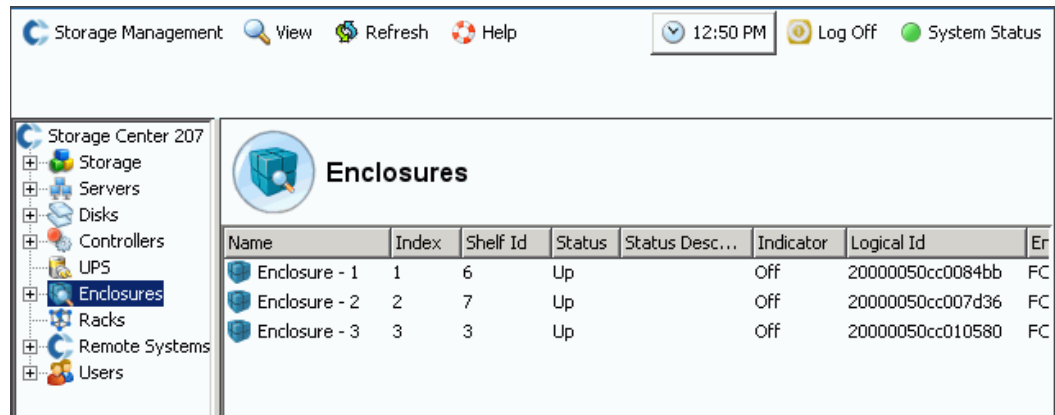 Storage Management View Refresh Help 12:50 PM Log Off System Status
Storage Center 207
Storage
Servers
Disks
Controllers
UPS
Enclosures
Racks
Remote Systems
Users
Enclosures
Name Index Shelf Id Status Status Desc... Indicator Logical Id Er
Enclosure - 1 1 6 Up Off 20000050cc0084bb FC
Enclosure - 2 2 7 Up Off 20000050cc007d36 FC
Enclosure - 3 3 3 Up Off 20000050cc010580 FC